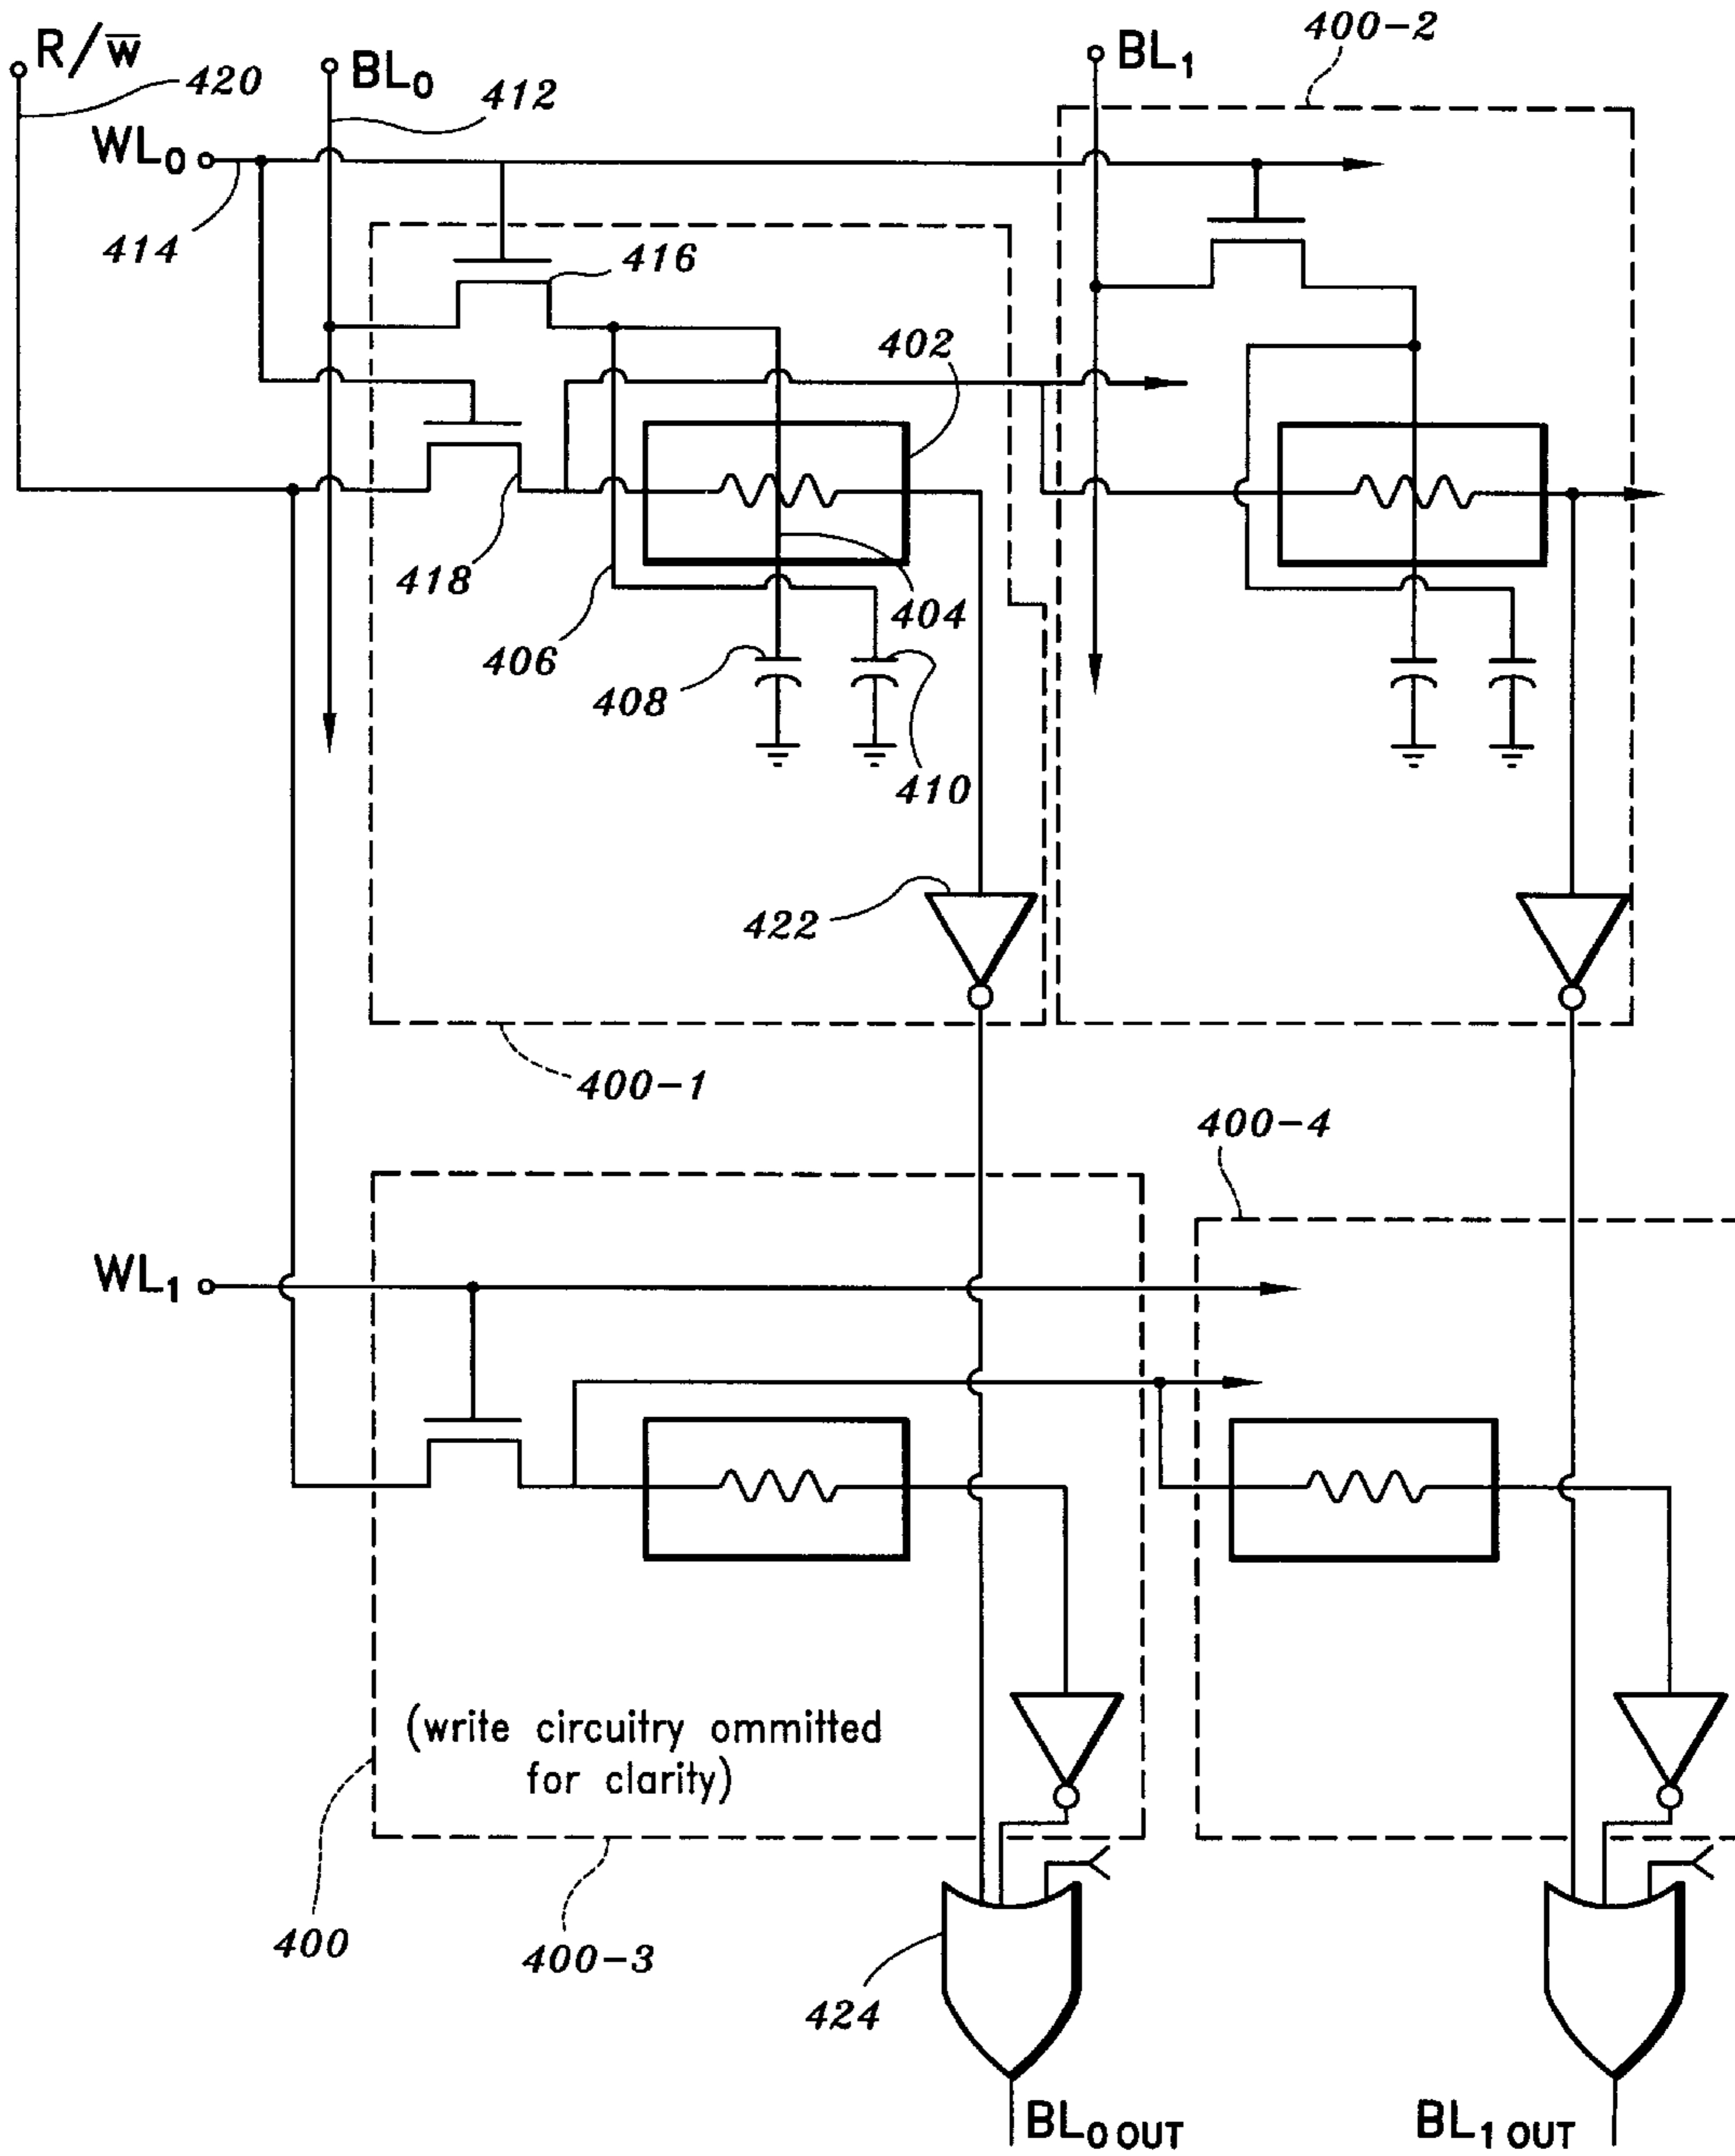 400-2
R/w̅
BL₀
BL₁
420
412
WL₀
414
416
402
418
404
406
408
410
422
400-1
400-4
WL₁
(write circuitry ommitted
for clarity)
400
400-3
424
BL₀ OUT
BL₁ OUT